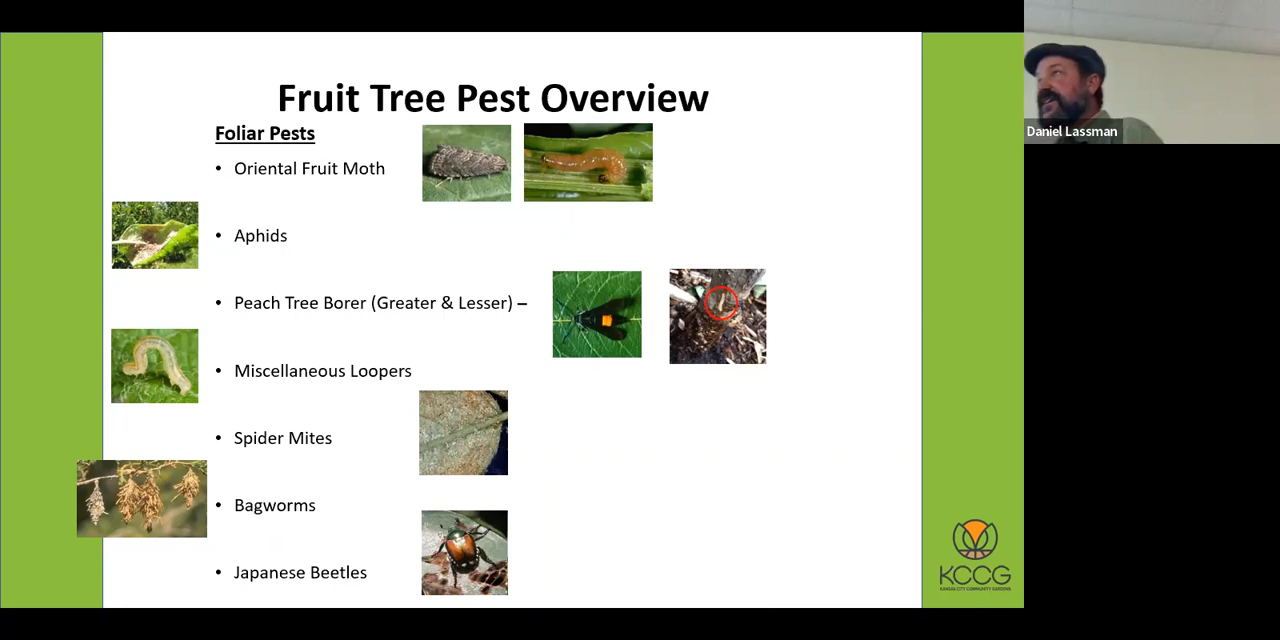 Fruit Tree Pest Overview
Foliar Pests
• Oriental Fruit Moth
• Aphids
• Peach Tree Borer (Greater & Lesser) –
• Miscellaneous Loopers
• Spider Mites
• Bagworms
• Japanese Beetles
Daniel Lassman
KCCG
KANSAS CITY COMMUNITY GARDENS